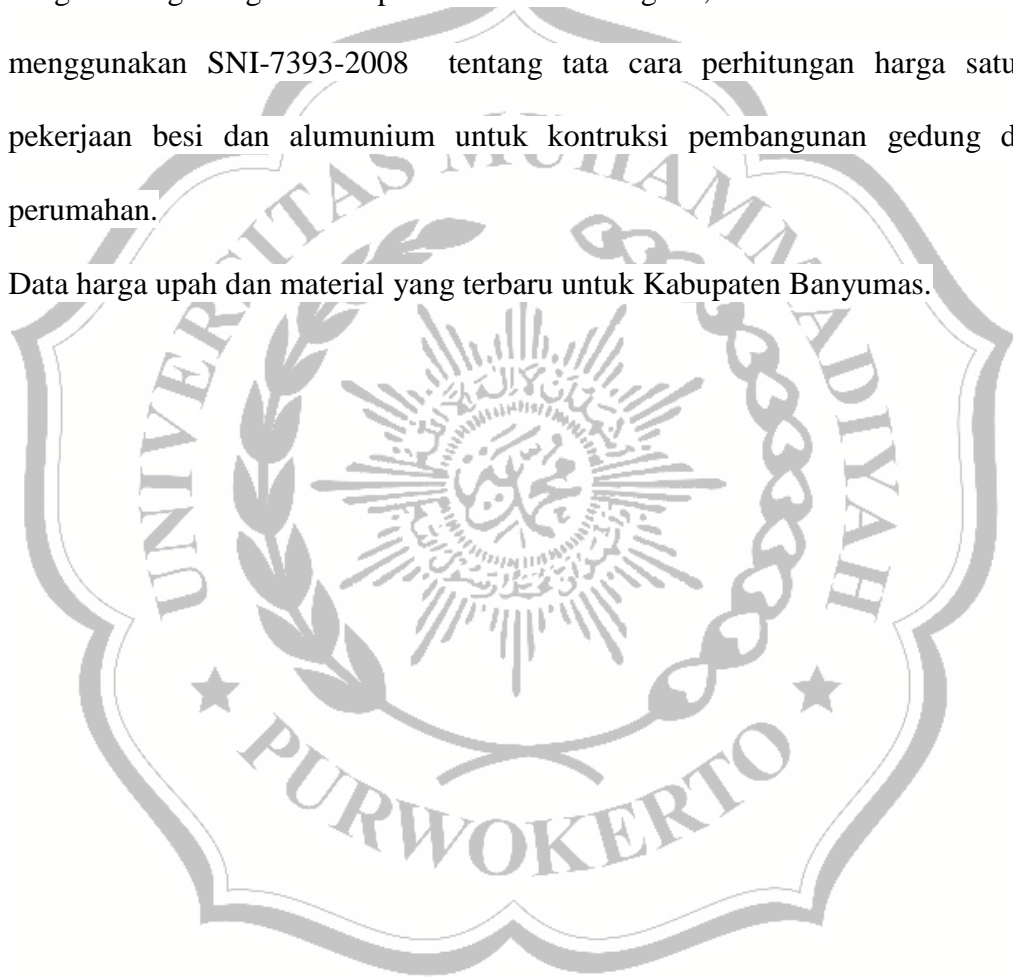 menggunakan SNI-7393-2008 tentang tata cara perhitungan harga satu
pekerjaan besi dan alumunium untuk kontruksi pembangunan gedung d
perumahan.
Data harga upah dan material yang terbaru untuk Kabupaten Banyumas.
UNIVERSITAS MUHAMMADIYAH
PURWOKERTO